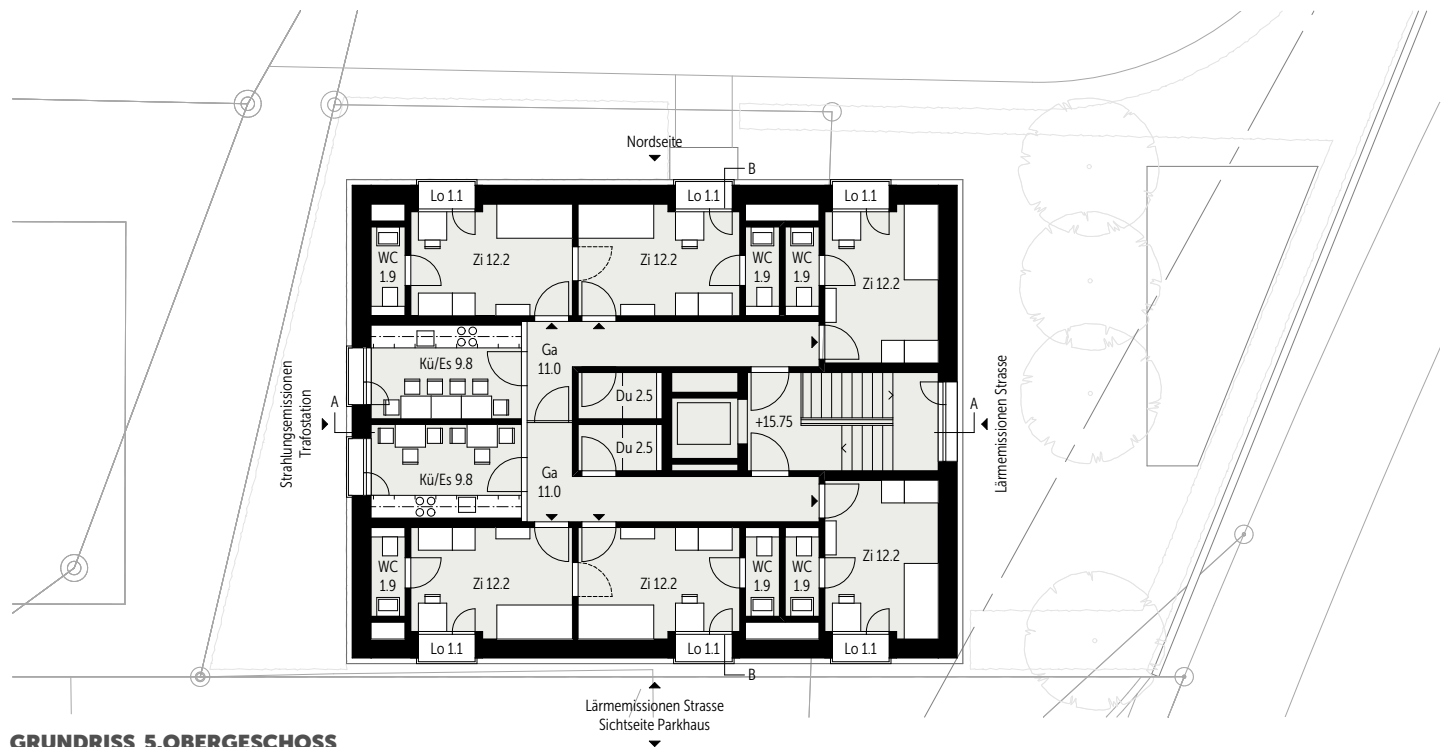 Nordseite
B
Lo 1.1
Lo 1.1
Lo 1.1
WC
1.9
Zi 12.2
Zi 12.2
WC
1.9
WC
1.9
Zi 12.2
Kü/Es 9.8
Ga
11.0
Du 2.5
+15.75
A
A
Strahlungsemissionen
Trafostation
Lärmemissionen Strasse
Du 2.5
Kü/Es 9.8
Ga
11.0
WC
1.9
Zi 12.2
Zi 12.2
WC
1.9
WC
1.9
Zi 12.2
Lo 1.1
Lo 1.1
Lo 1.1
B
Lärmemissionen Strasse
Sichtseite Parkhaus
GRUNDRISS 5.OBERGESCHOSS